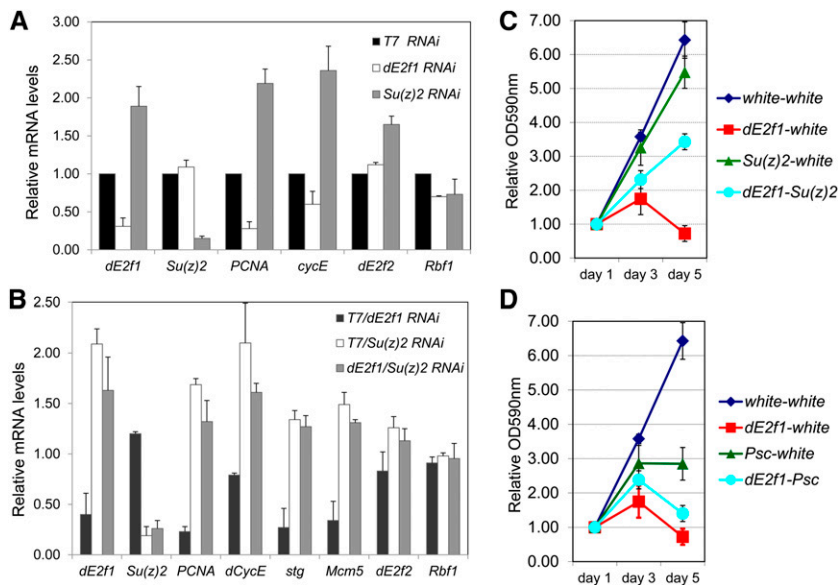 A
Relative mRNA levels
3.00
2.50
2.00
1.50
1.00
0.50
0.00
T7 RNAi
dE2f1 RNAi
Su(z)2 RNAi
dE2f1 Su(z)2 PCNA cycE dE2f2 Rbf1
B
Relative mRNA levels
2.50
2.00
1.50
1.00
0.50
0.00
T7/dE2f1 RNAi
T7/Su(z)2 RNAi
dE2f1/Su(z)2 RNAi
dE2f1 Su(z)2 PCNA dCycE stg Mcm5 dE2f2 Rbf1
C
Relative OD590nm
7.00
6.00
5.00
4.00
3.00
2.00
1.00
0.00
day 1 day 3 day 5
white-white
dE2f1-white
Su(z)2-white
dE2f1-Su(z)2
D
Relative OD590nm
7.00
6.00
5.00
4.00
3.00
2.00
1.00
0.00
day 1 day 3 day 5
white-white
dE2f1-white
Psc-white
dE2f1-Psc